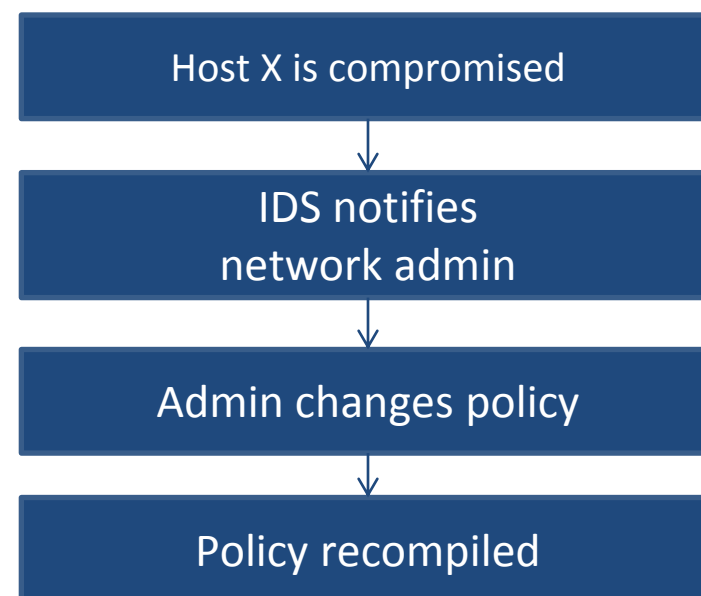 Host X is compromised
IDS notifies
network admin
Admin changes policy
Policy recompiled